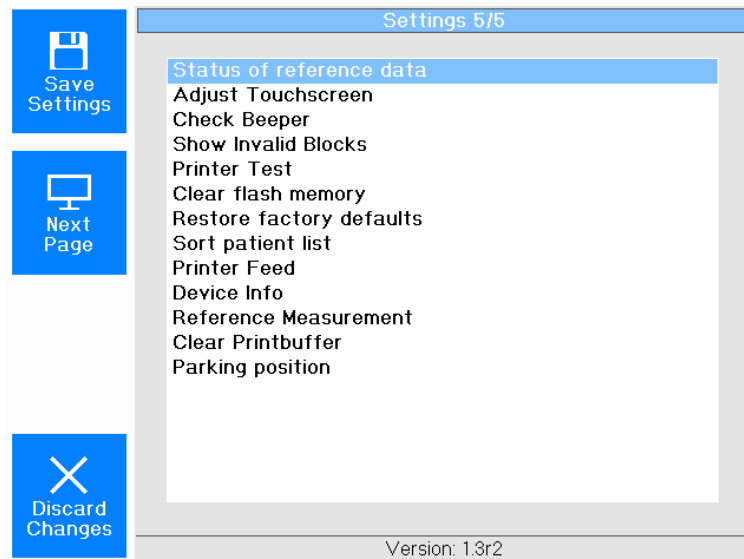 Settings 5/5
Save
Settings
Next
Page
Discard
Changes
Status of reference data
Adjust Touchscreen
Check Beeper
Show Invalid Blocks
Printer Test
Clear flash memory
Restore factory defaults
Sort patient list
Printer Feed
Device Info
Reference Measurement
Clear Printbuffer
Parking position
Version: 1.3r2